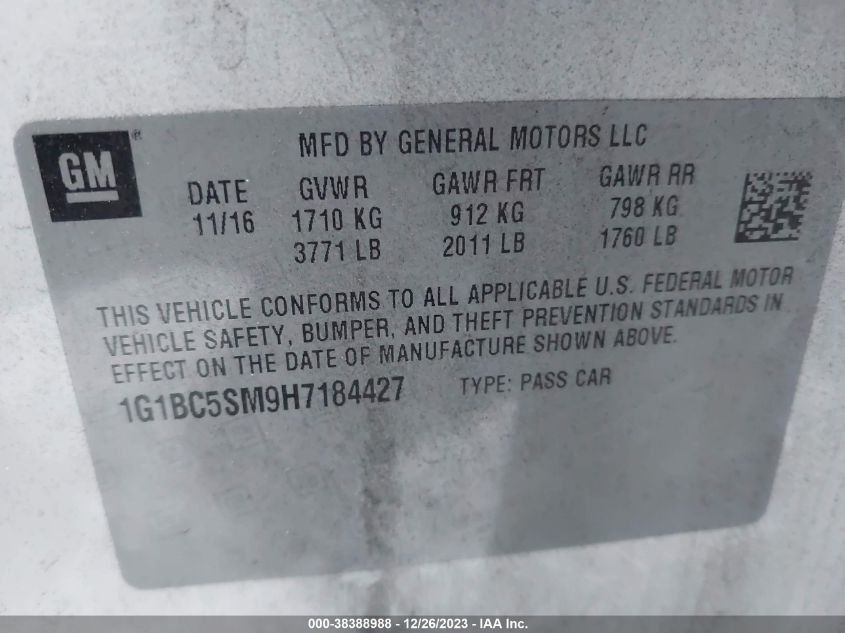 GM ®
MFD BY GENERAL MOTORS LLC
DATE GVWR GAWR FRT GAWR RR
11/16 1710 KG 912 KG 798 KG
3771 LB 2011 LB 1760 LB
THIS VEHICLE CONFORMS TO ALL APPLICABLE U.S. FEDERAL MOTOR
VEHICLE SAFETY, BUMPER, AND THEFT PREVENTION STANDARDS IN
EFFECT ON THE DATE OF MANUFACTURE SHOWN ABOVE.
1G1BC5SM9H7184427 TYPE: PASS CAR
000-38388988 - 12/26/2023 - IAA Inc.